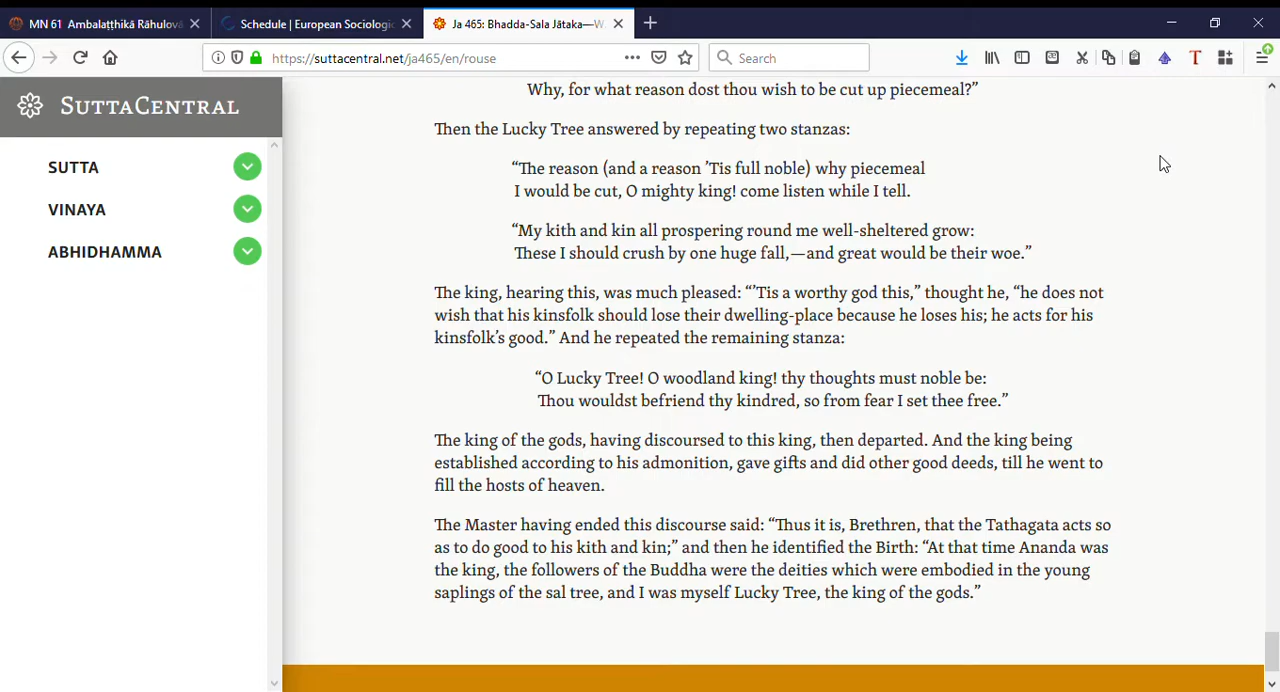 MN 61 Ambalaṭṭhikā Rāhulova
Schedule | European Sociologic
Ja 465: Bhadda-Sala Jātaka—W
https://suttacentral.net/ja465/en/rouse
Search
SUTTACENTRAL
SUTTA
VINAYA
ABHIDHAMMA
Why, for what reason dost thou wish to be cut up piecemeal?”
Then the Lucky Tree answered by repeating two stanzas:
“The reason (and a reason ’Tis full noble) why piecemeal
I would be cut, O mighty king! come listen while I tell.
“My kith and kin all prospering round me well-sheltered grow:
These I should crush by one huge fall,—and great would be their woe.”
The king, hearing this, was much pleased: “’Tis a worthy god this,” thought he, “he does not
wish that his kinsfolk should lose their dwelling-place because he loses his; he acts for his
kinsfolk’s good.” And he repeated the remaining stanza:
“O Lucky Tree! O woodland king! thy thoughts must noble be:
Thou wouldst befriend thy kindred, so from fear I set thee free.”
The king of the gods, having discoursed to this king, then departed. And the king being
established according to his admonition, gave gifts and did other good deeds, till he went to
fill the hosts of heaven.
The Master having ended this discourse said: “Thus it is, Brethren, that the Tathagata acts so
as to do good to his kith and kin;” and then he identified the Birth: “At that time Ananda was
the king, the followers of the Buddha were the deities which were embodied in the young
saplings of the sal tree, and I was myself Lucky Tree, the king of the gods.”